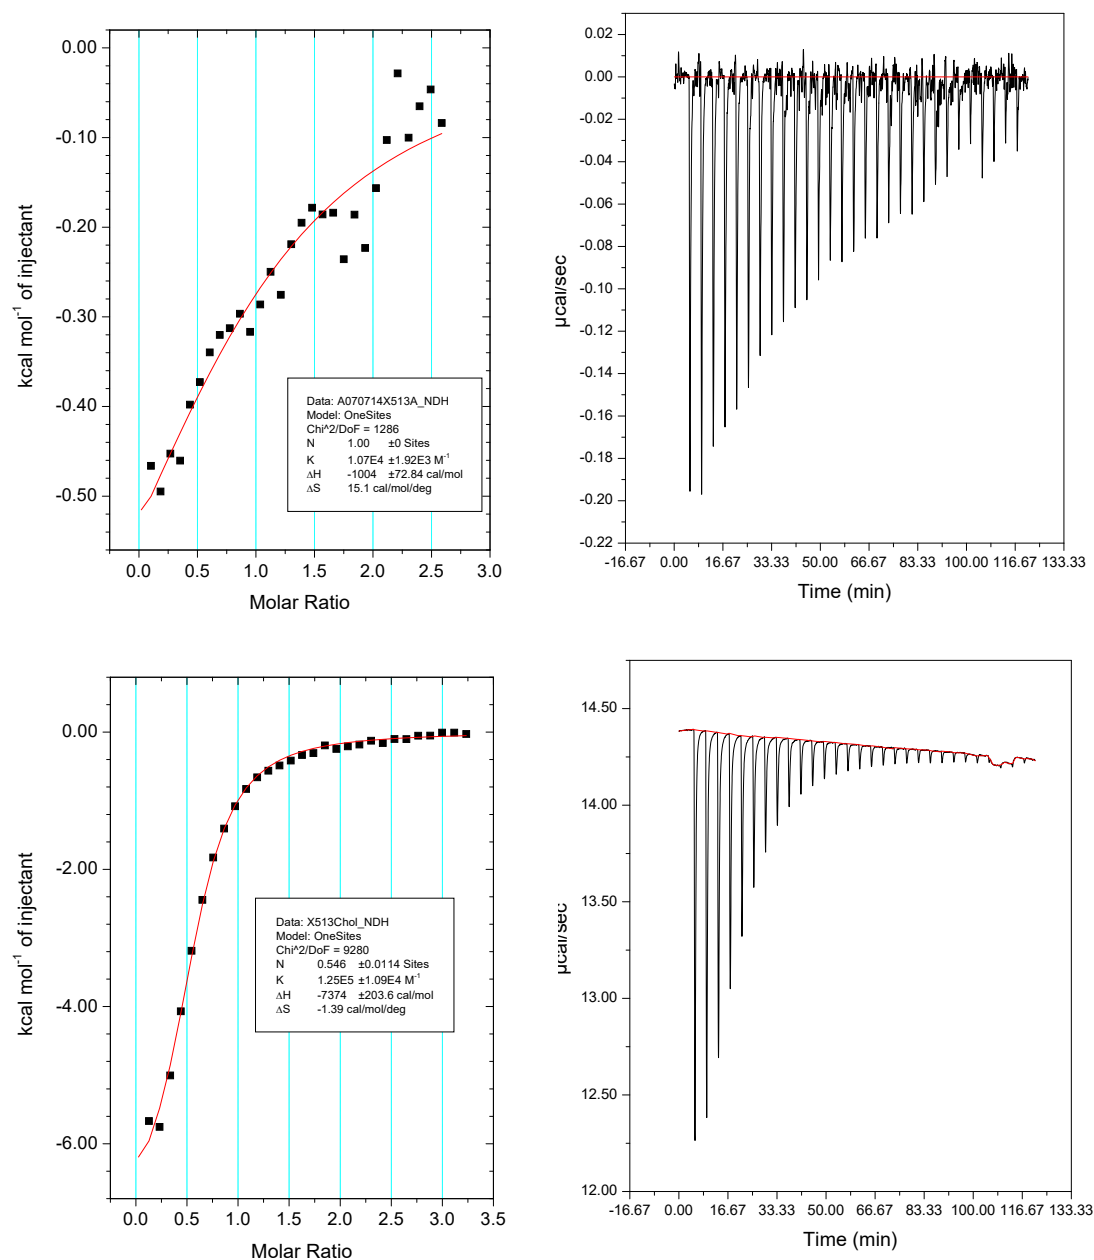 0.00
-0.10
-0.20
-0.30
-0.40
-0.50
kcal mol⁻¹ of injectant
Data: A070714X513A_NDH
Model: OneSites
Chi^2/DoF = 1286
N 1.00 ±0 Sites
K 1.07E4 ±1.92E3 M⁻¹
ΔH -1004 ±72.84 cal/mol
ΔS 15.1 cal/mol/deg
0.0 0.5 1.0 1.5 2.0 2.5 3.0
Molar Ratio
0.02
0.00
-0.02
-0.04
-0.06
-0.08
-0.10
-0.12
-0.14
-0.16
-0.18
-0.20
-0.22
µcal/sec
-16.67 0.00 16.67 33.33 50.00 66.67 83.33 100.00 116.67 133.33
Time (min)
0.00
-2.00
-4.00
-6.00
kcal mol⁻¹ of injectant
Data: X513Chol_NDH
Model: OneSites
Chi^2/DoF = 9280
N 0.546 ±0.0114 Sites
K 1.25E5 ±1.09E4 M⁻¹
ΔH -7374 ±203.6 cal/mol
ΔS -1.39 cal/mol/deg
0.0 0.5 1.0 1.5 2.0 2.5 3.0 3.5
Molar Ratio
14.50
14.00
13.50
13.00
12.50
12.00
µcal/sec
-16.67 0.00 16.67 33.33 50.00 66.67 83.33 100.00 116.67 133.33
Time (min)